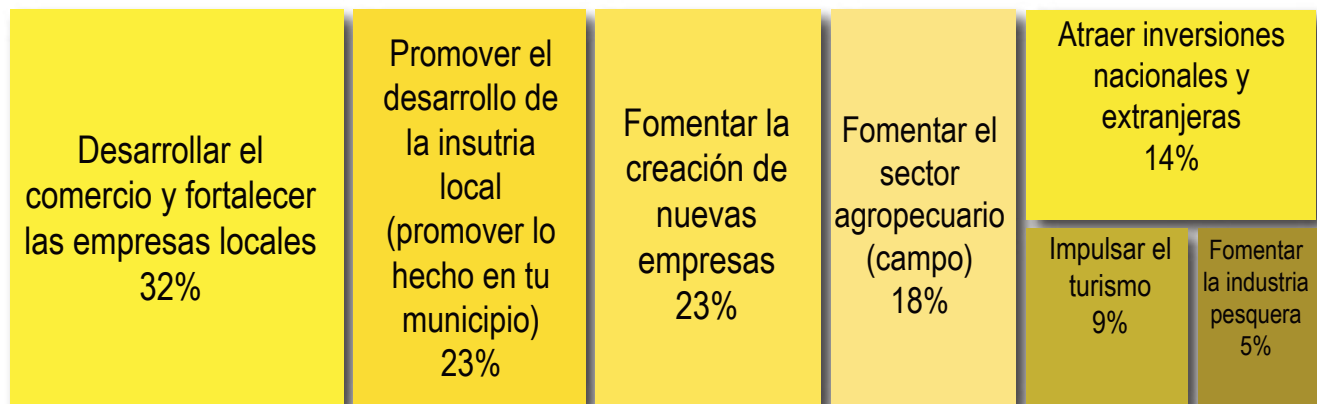 Desarrollar el
comercio y fortalecer
las empresas locales
32%
Promover el
desarrollo de
la insutria
local
(promover lo
hecho en tu
municipio)
23%
Fomentar la
creación de
nuevas
empresas
23%
Fomentar el
sector
agropecuario
(campo)
18%
Atraer inversiones
nacionales y
extranjeras
14%
Impulsar el
turismo
9%
Fomentar
la industria
pesquera
5%